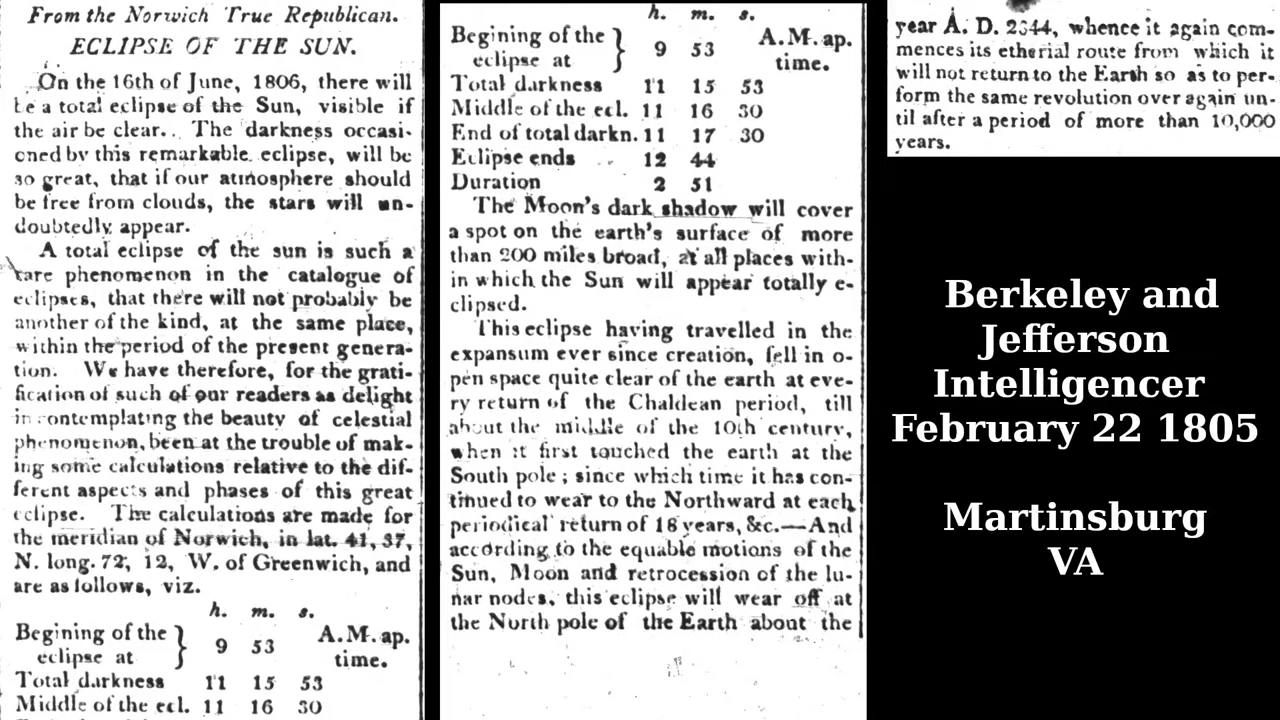 From the Norwich True Republican.
ECLIPSE OF THE SUN.
On the 16th of June, 1806, there will
be a total eclipse of the Sun, visible if
the air be clear. The darkness occasi-
oned by this remarkable eclipse, will be
so great, that if our atmosphere should
be free from clouds, the stars will un-
doubtedly appear.
A total eclipse of the sun is such a
rare phenomenon in the catalogue of
eclipses, that there will not probably be
another of the kind, at the same place,
within the period of the present genera-
tion. We have therefore, for the grati-
fication of such of our readers as delight
in contemplating the beauty of celestial
phenomenon, been at the trouble of mak-
ing some calculations relative to the dif-
ferent aspects and phases of this great
eclipse. The calculations are made for
the meridian of Norwich, in lat. 41, 37,
N. long. 72, 12, W. of Greenwich, and
are as follows, viz.
h. m. s.
Begining of the } 9 53 A.M. ap.
eclipse at time.
Total darkness 11 15 53
Middle of the ecl. 11 16 30
h. m. s.
Begining of the } 9 53 A.M. ap.
eclipse at time.
Total darkness 11 15 53
Middle of the ecl. 11 16 30
End of total darkn. 11 17 30
Eclipse ends 12 44
Duration 2 51
The Moon's dark shadow will cover
a spot on the earth's surface of more
than 200 miles broad, at all places with-
in which the Sun will appear totally e-
clipsed.
This eclipse having travelled in the
expansum ever since creation, fell in o-
pen space quite clear of the earth at eve-
ry return of the Chaldean period, till
about the middle of the 10th century,
when it first touched the earth at the
South pole; since which time it has con-
tinued to wear to the Northward at each
periodical return of 18 years, &c.—And
according to the equable motions of the
Sun, Moon and retrocession of the lu-
nar nodes, this eclipse will wear off at
the North pole of the Earth about the
year A. D. 2344, whence it again com-
mences its etherial route from which it
will not return to the Earth so as to per-
form the same revolution over again un-
til after a period of more than 10,000
years.
Berkeley and
Jefferson
Intelligencer
February 22 1805
Martinsburg
VA